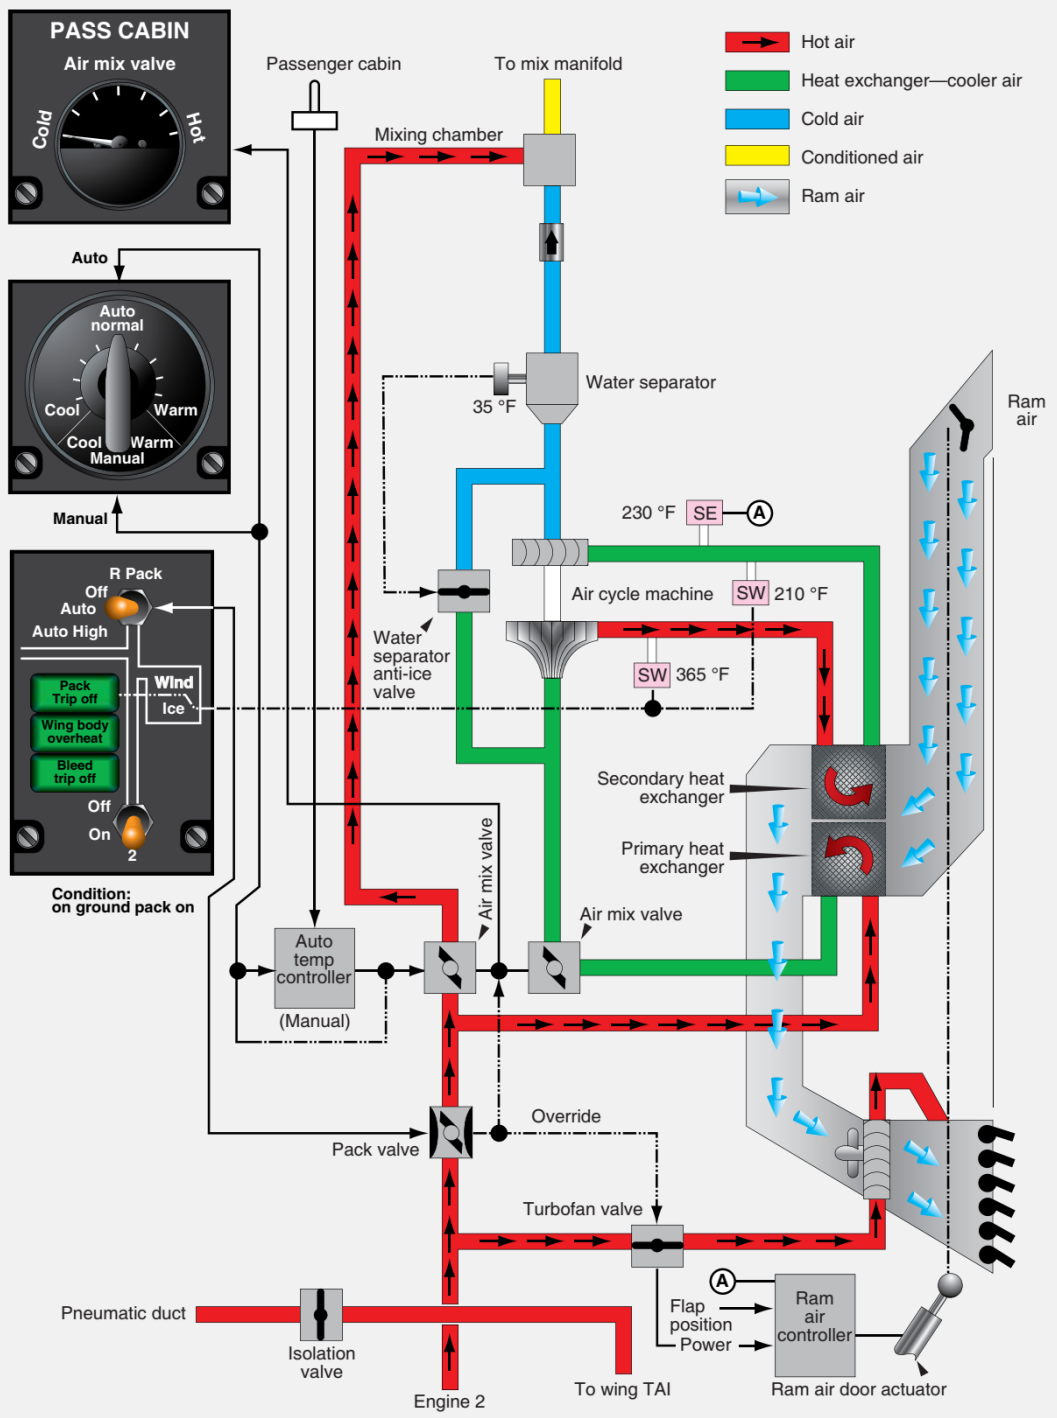 PASS CABIN
Air mix valve
Cold
Hot
Passenger cabin
To mix manifold
Mixing chamber
Hot air
Heat exchanger—cooler air
Cold air
Conditioned air
Ram air
Auto
Auto
normal
Cool
Warm
Cool
Warm
Manual
Manual
Water separator
35 °F
Ram
air
230 °F
SE
A
SW
210 °F
Air cycle machine
SW
365 °F
Water
separator
anti-ice
valve
R Pack
Off
Auto
Auto High
Pack
Trip off
Wind
Ice
Wing body
overheat
Bleed
trip off
Off
On
2
Condition:
on ground pack on
Secondary heat
exchanger
Primary heat
exchanger
Air mix valve
Air mix valve
Auto
temp
controller
(Manual)
Pack valve
Override
Turbofan valve
A
Flap
position
Power
Ram
air
controller
Pneumatic duct
Isolation
valve
Engine 2
To wing TAI
Ram air door actuator